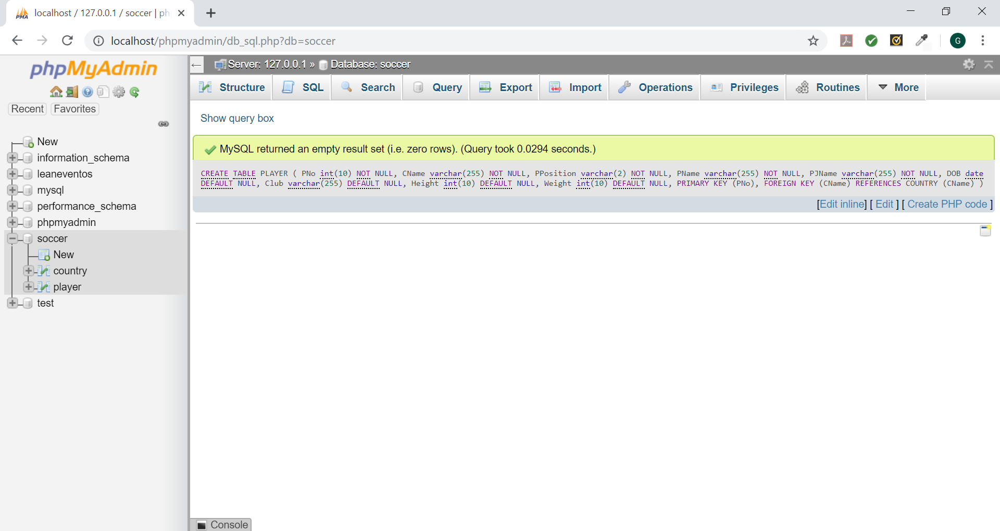 localhost / 127.0.0.1 / soccer | ph
localhost/phpmyadmin/db_sql.php?db=soccer
G
phpMyAdmin
Recent Favorites
New
information_schema
leaneventos
mysql
performance_schema
phpmyadmin
soccer
New
country
player
test
Server: 127.0.0.1 » Database: soccer
Structure SQL Search Query Export Import Operations Privileges Routines More
Show query box
MySQL returned an empty result set (i.e. zero rows). (Query took 0.0294 seconds.)
CREATE TABLE PLAYER ( PNo int(10) NOT NULL, CName varchar(255) NOT NULL, PPosition varchar(2) NOT NULL, PName varchar(255) NOT NULL, PJName varchar(255) NOT NULL, DOB date
DEFAULT NULL, Club varchar(255) DEFAULT NULL, Height int(10) DEFAULT NULL, Weight int(10) DEFAULT NULL, PRIMARY KEY (PNo), FOREIGN KEY (CName) REFERENCES COUNTRY (CName) )
[Edit inline] [ Edit ] [ Create PHP code ]
Console